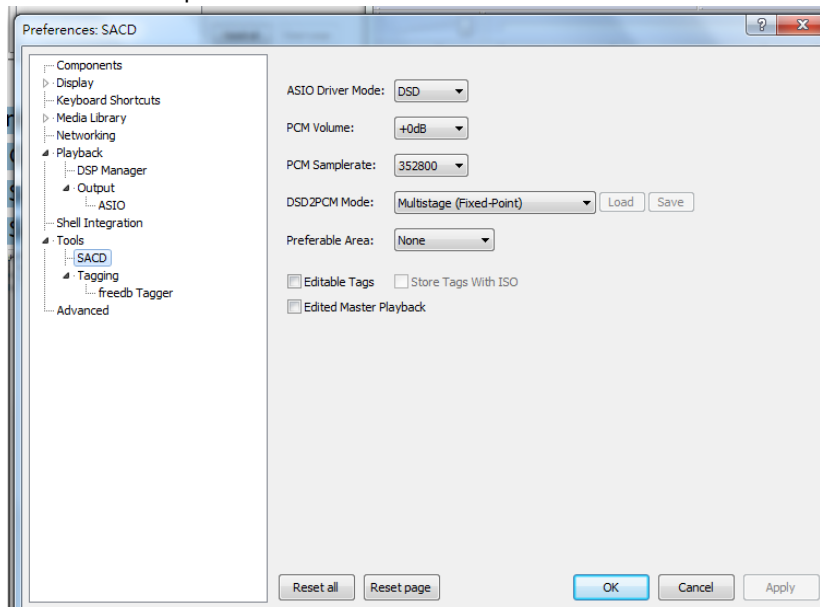 Preferences: SACD
Components
Display
Keyboard Shortcuts
Media Library
Networking
Playback
DSP Manager
Output
ASIO
Shell Integration
Tools
SACD
Tagging
freedb Tagger
Advanced
ASIO Driver Mode: DSD
PCM Volume: +0dB
PCM Samplerate: 352800
DSD2PCM Mode: Multistage (Fixed-Point) Load Save
Preferable Area: None
Editable Tags Store Tags With ISO
Edited Master Playback
Reset all Reset page OK Cancel Apply